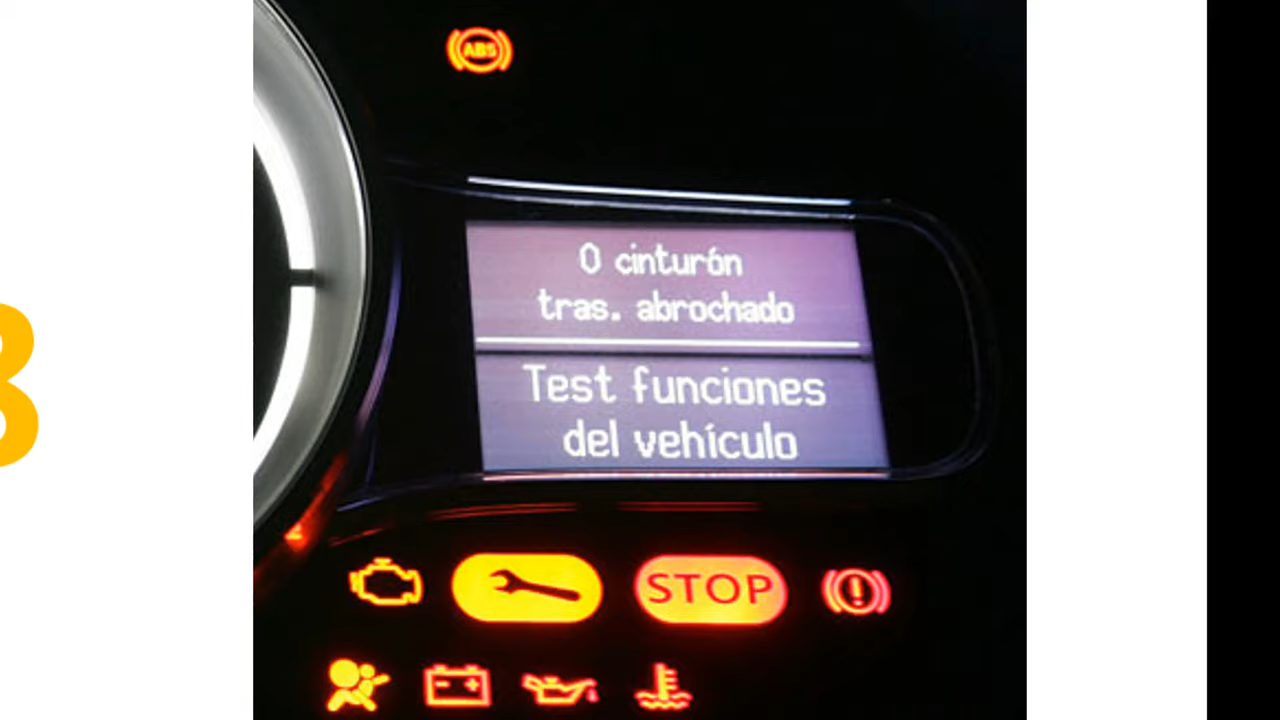 ABS
0 cinturón
tras. abrochado
Test funciones
del vehículo
STOP